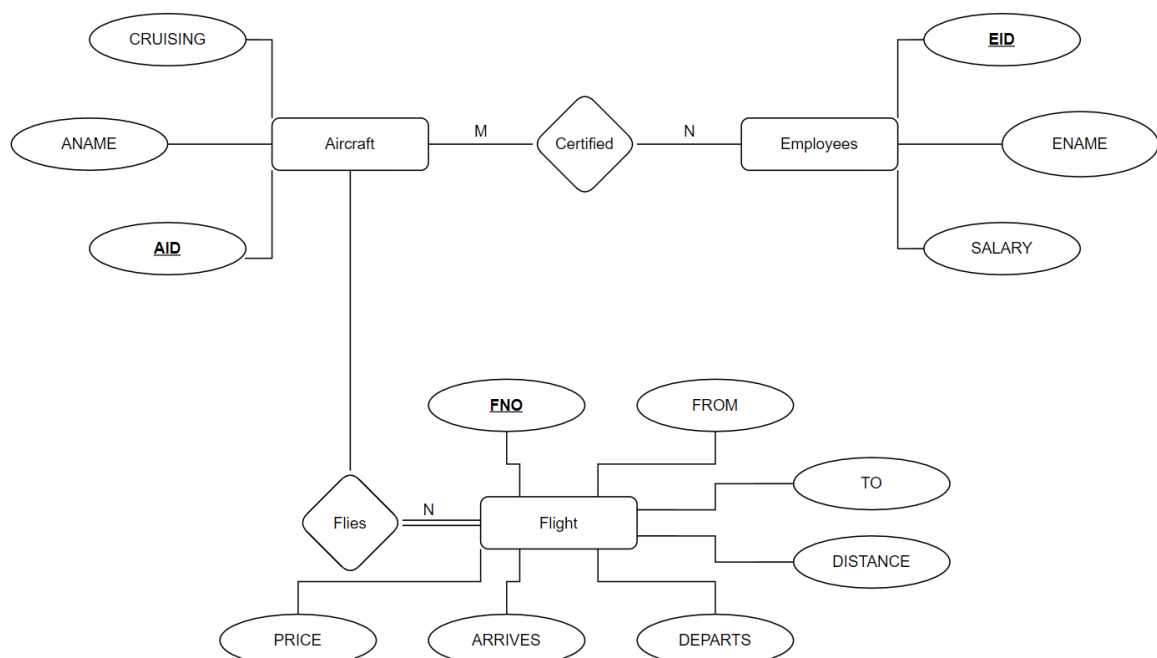 CRUISING
EID
ANAME
Aircraft
M
Certified
N
Employees
ENAME
AID
SALARY
FNO
FROM
TO
Flies
N
Flight
DISTANCE
PRICE
ARRIVES
DEPARTS